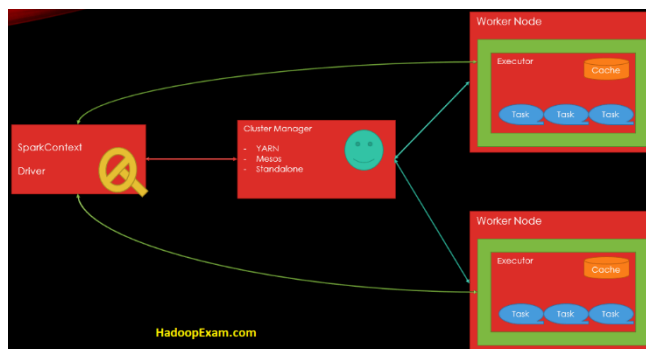 Worker Node
Executor
Cache
Task Task Task
SparkContext
Driver
Cluster Manager
- YARN
- Mesos
- Standalone
Worker Node
Executor
Cache
Task Task Task
HadoopExam.com